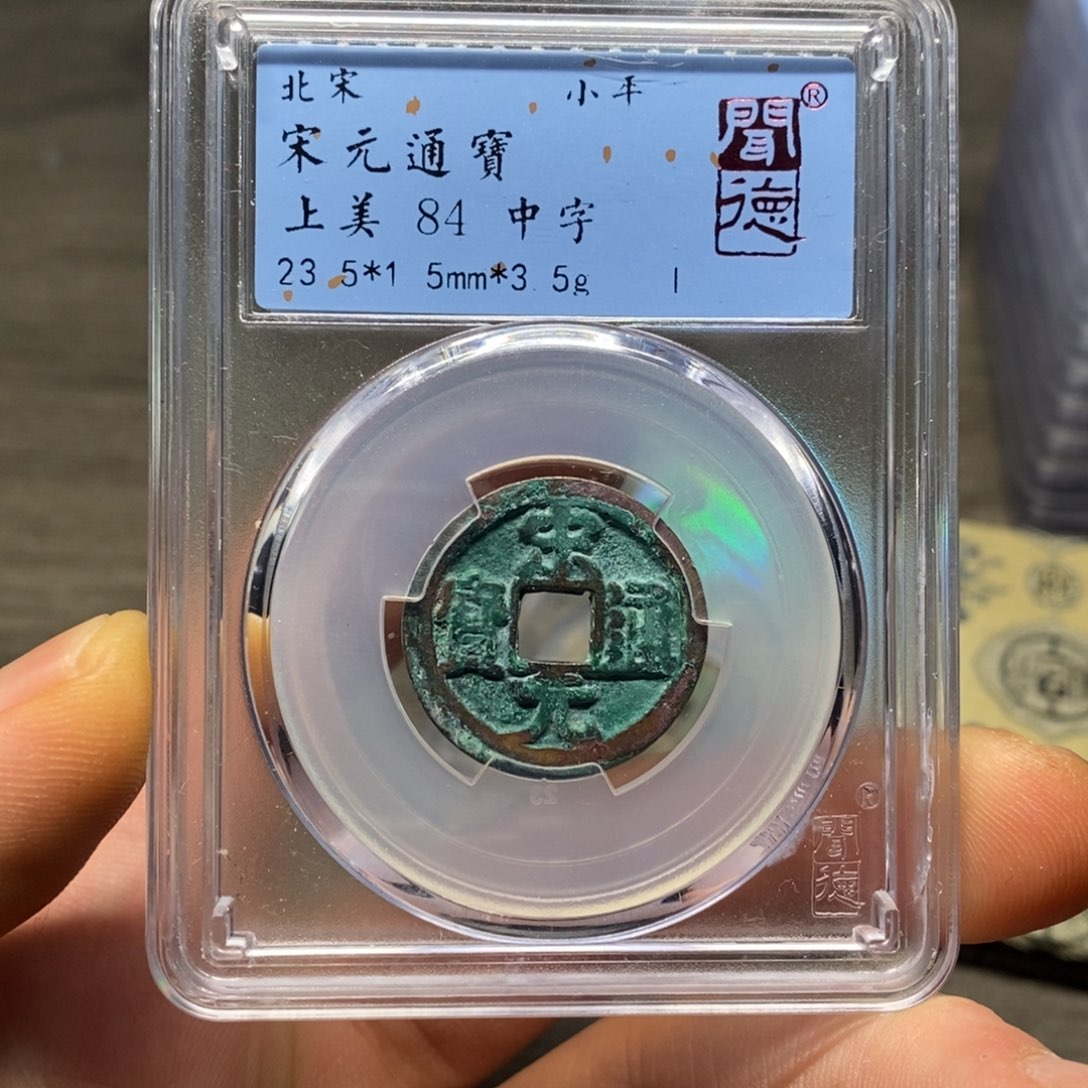 北宋 小平
宋元通寶
上美 84 中字
23.5*1.5mm*3.5g
聞德®
宋元通寶
聞德®